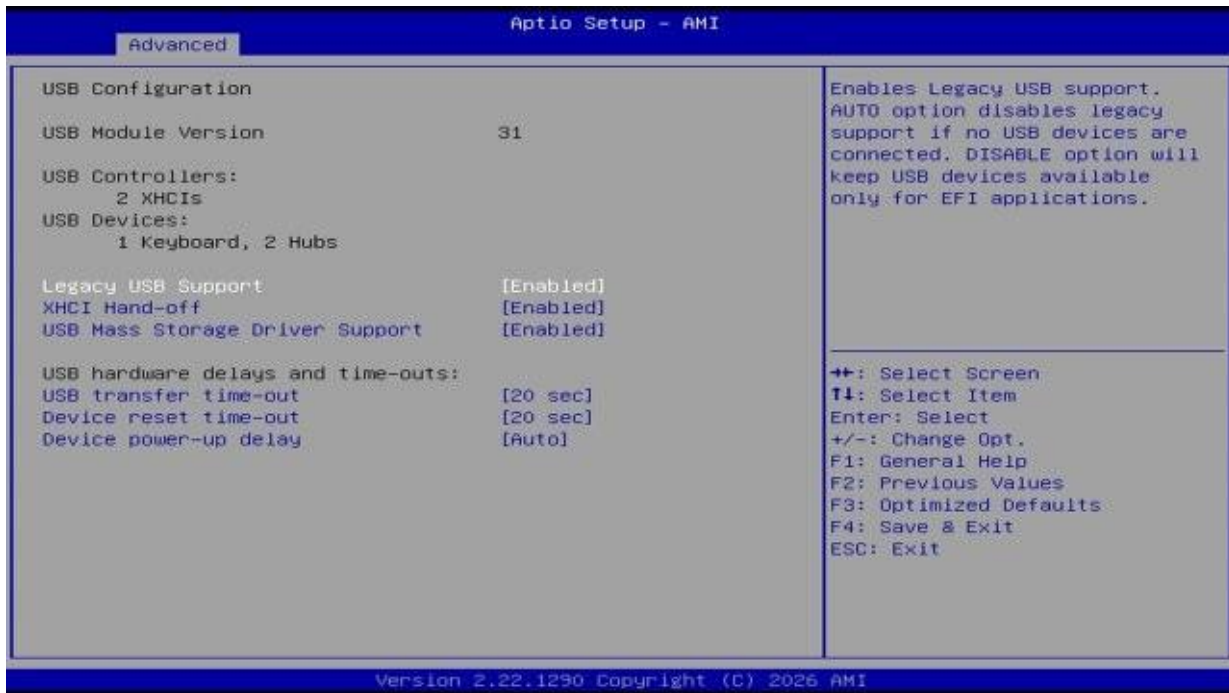 Aptio Setup - AMI
Advanced
USB Configuration
USB Module Version 31
USB Controllers:
2 XHCIs
USB Devices:
1 Keyboard, 2 Hubs
Legacy USB Support [Enabled]
XHCI Hand-off [Enabled]
USB Mass Storage Driver Support [Enabled]
USB hardware delays and time-outs:
USB transfer time-out [20 sec]
Device reset time-out [20 sec]
Device power-up delay [Auto]
Enables Legacy USB support.
AUTO option disables legacy
support if no USB devices are
connected. DISABLE option will
keep USB devices available
only for EFI applications.
→←: Select Screen
↑↓: Select Item
Enter: Select
+/-: Change Opt.
F1: General Help
F2: Previous Values
F3: Optimized Defaults
F4: Save & Exit
ESC: Exit
Version 2.22.1290 Copyright (C) 2026 AMI